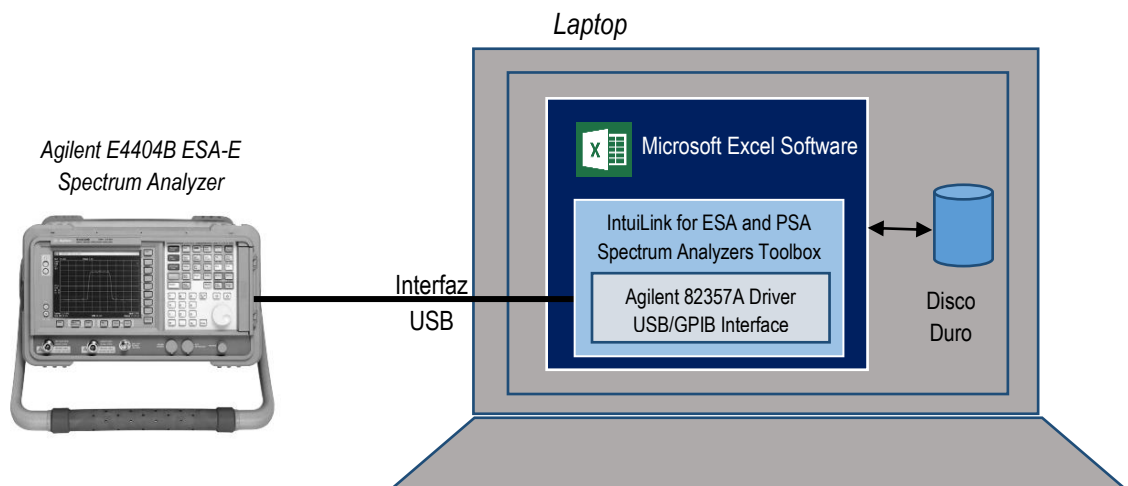 Laptop
Agilent E4404B ESA-E
Spectrum Analyzer
Microsoft Excel Software
IntuiLink for ESA and PSA
Spectrum Analyzers Toolbox
Agilent 82357A Driver
USB/GPIB Interface
Interfaz
USB
Disco
Duro